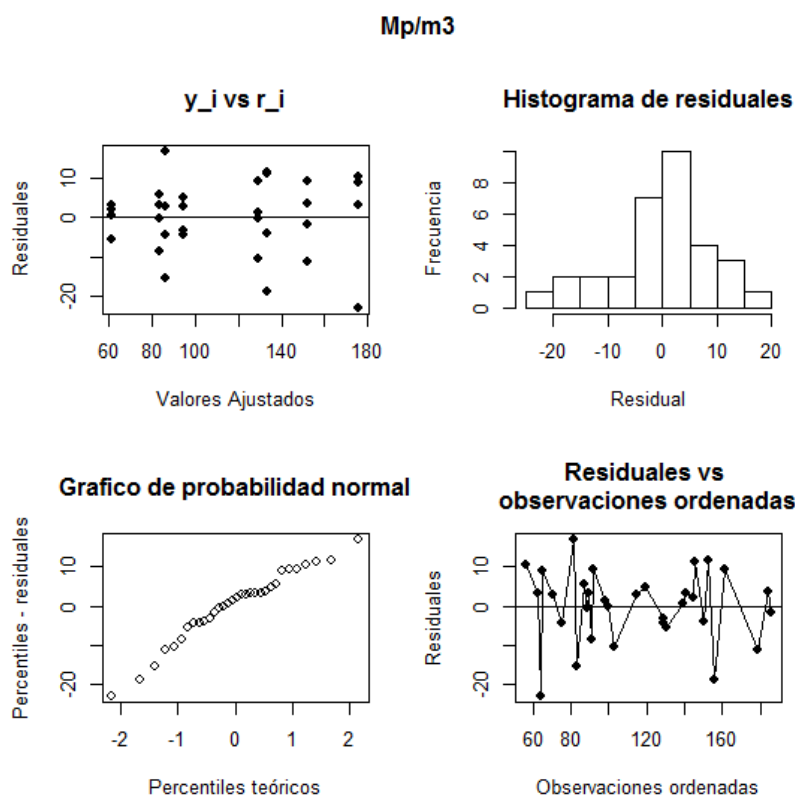 Mp/m3
y_i vs r_i
Residuales
10
0
-20
60 80 100 140 180
Valores Ajustados
Histograma de residuales
Frecuencia
8
6
4
2
0
-20 -10 0 10 20
Residual
Grafico de probabilidad normal
Percentiles - residuales
10
0
-20
-2 -1 0 1 2
Percentiles teóricos
Residuales vs
observaciones ordenadas
Residuales
10
0
-20
60 80 120 160
Observaciones ordenadas